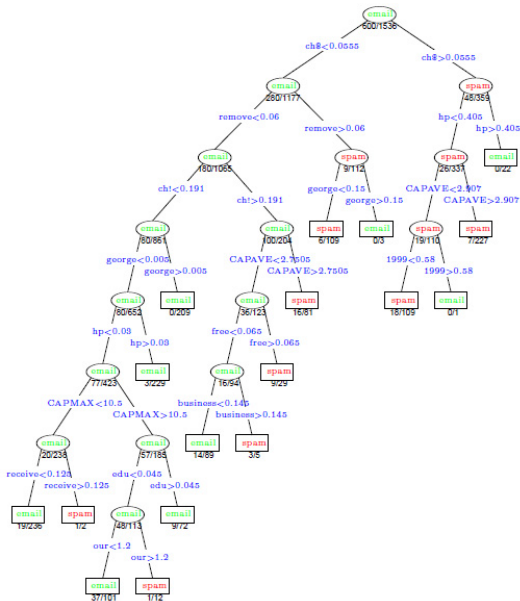 email
600/1536
ch$<0.0555
ch$>0.0555
email
280/1177
spam
48/359
remove<0.06
remove>0.06
hp<0.405
hp>0.405
email
180/1065
spam
9/112
spam
26/337
email
0/22
ch!<0.191
ch!>0.191
george<0.15
george>0.15
CAPAVE<2.907
CAPAVE>2.907
email
80/861
email
100/204
spam
6/109
email
0/3
spam
19/110
spam
7/227
george<0.005
george>0.005
CAPAVE<2.7505
CAPAVE>2.7505
1999<0.58
1999>0.58
email
80/652
email
0/209
email
36/123
spam
16/81
spam
18/109
email
0/1
hp<0.03
hp>0.03
free<0.065
free>0.065
email
77/423
email
3/229
email
16/94
spam
9/29
CAPMAX<10.5
CAPMAX>10.5
business<0.145
business>0.145
email
20/238
email
57/185
email
14/89
spam
3/5
receive<0.125
receive>0.125
edu<0.045
edu>0.045
email
19/236
spam
1/2
email
48/113
email
9/72
our<1.2
our>1.2
email
37/101
spam
1/12